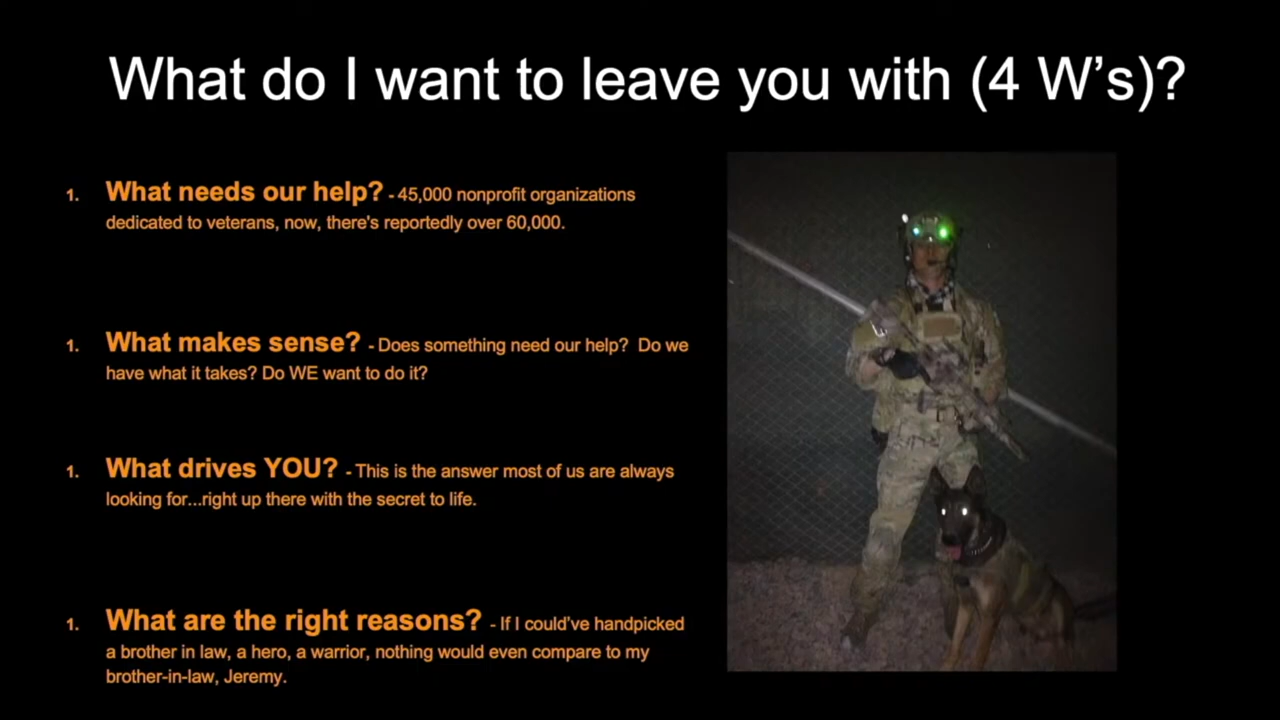 What do I want to leave you with (4 W’s)?
1. What needs our help? - 45,000 nonprofit organizations
dedicated to veterans, now, there's reportedly over 60,000.
1. What makes sense? - Does something need our help?  Do we
have what it takes? Do WE want to do it?
1. What drives YOU? - This is the answer most of us are always
looking for...right up there with the secret to life.
1. What are the right reasons? - If I could’ve handpicked
a brother in law, a hero, a warrior, nothing would even compare to my
brother-in-law, Jeremy.